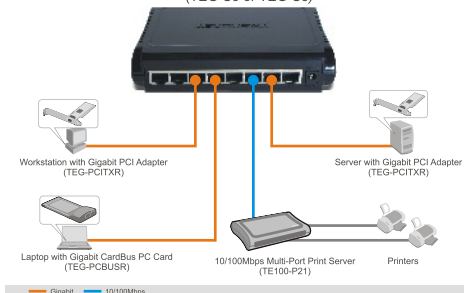 Workstation with Gigabit PCI Adapter
(TEG-PCITXR)
Server with Gigabit PCI Adapter
(TEG-PCITXR)
Laptop with Gigabit CardBus PC Card
(TEG-PCBUSR)
10/100Mbps Multi-Port Print Server
(TE100-P21)
Printers
Gigabit
10/100Mbps